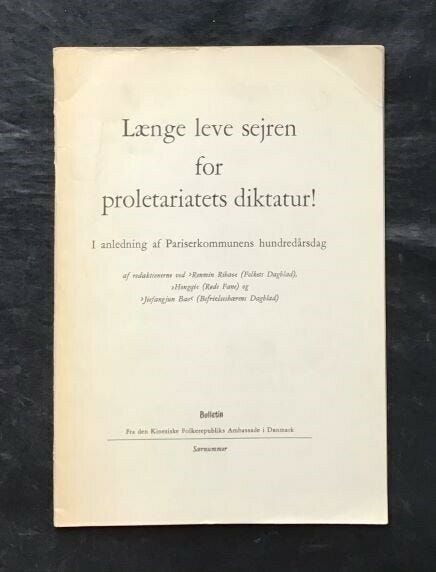 Længe leve sejren
for
proletariatets diktatur!
I anledning af Pariserkommunens hundredårsdag
af redaktionerne ved ›Renmin Ribao‹ (Folkets Dagblad),
›Hongqi‹ (Røde Fane) og
›Jiefangjun Bao‹ (Befrielseshærens Dagblad)
Bulletin
Fra den Kinesiske Folkerepubliks Ambassade i Danmark
Særnummer